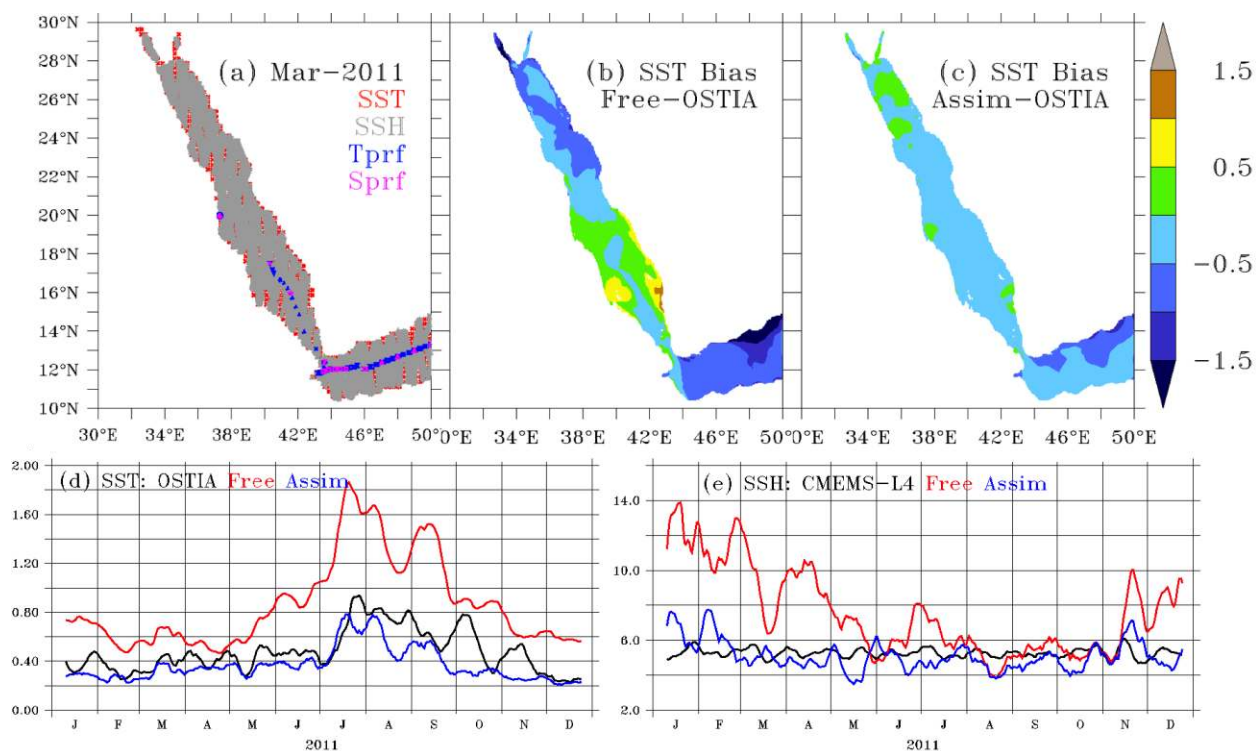 30°N
28°N
26°N
24°N
22°N
20°N
18°N
16°N
14°N
12°N
10°N
(a) Mar-2011
SST
SSH
Tprf
Sprf
(b) SST Bias
Free-OSTIA
(c) SST Bias
Assim-OSTIA
1.5
0.5
-0.5
-1.5
30°E 34°E 38°E 42°E 46°E 50°E
0°E 34°E 38°E 42°E 46°E 50°E
0°E 34°E 38°E 42°E 46°E 50°E
2.00
1.60
1.20
0.80
0.40
0.00
(d) SST: OSTIA Free Assim
J F M A M J J A S O N D
2011
14.0
10.0
6.0
2.0
(e) SSH: CMEMS-L4 Free Assim
J F M A M J J A S O N D
2011